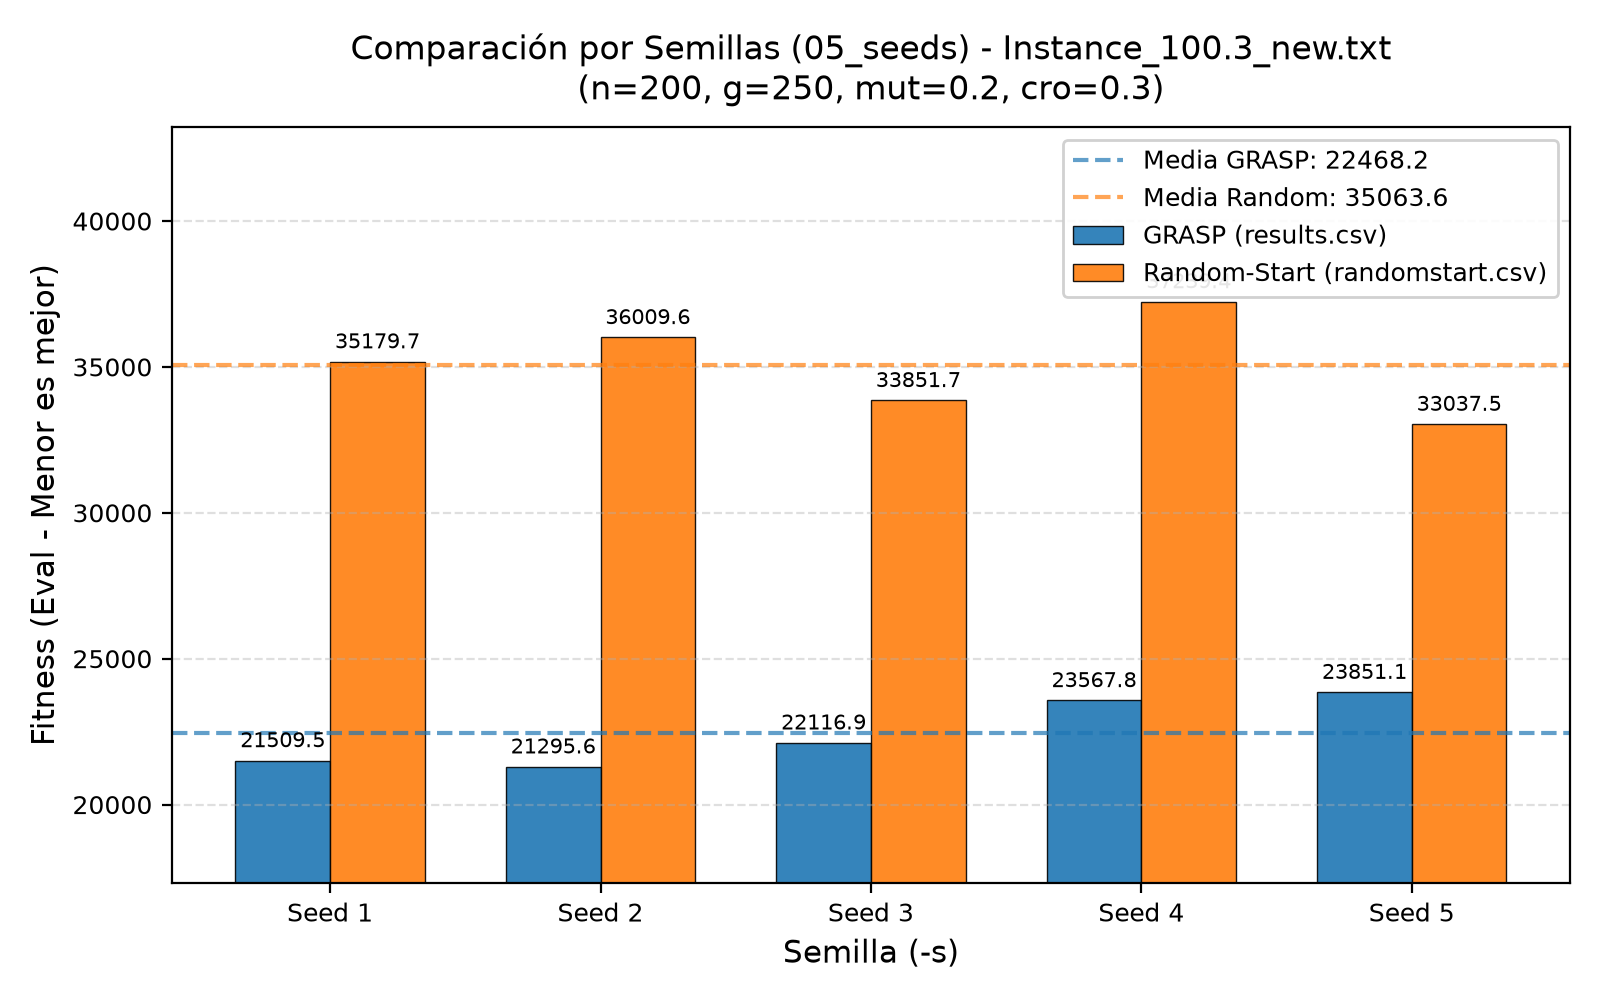 Comparación por Semillas (05_seeds) - Instance_100.3_new.txt
(n=200, g=250, mut=0.2, cro=0.3)
Media GRASP: 22468.2
Media Random: 35063.6
GRASP (results.csv)
Random-Start (randomstart.csv)
Fitness (Eval - Menor es mejor)
40000
35000
30000
25000
20000
35179.7
36009.6
33851.7
33037.5
21509.5
21295.6
22116.9
23567.8
23851.1
Seed 1
Seed 2
Seed 3
Seed 4
Seed 5
Semilla (-s)